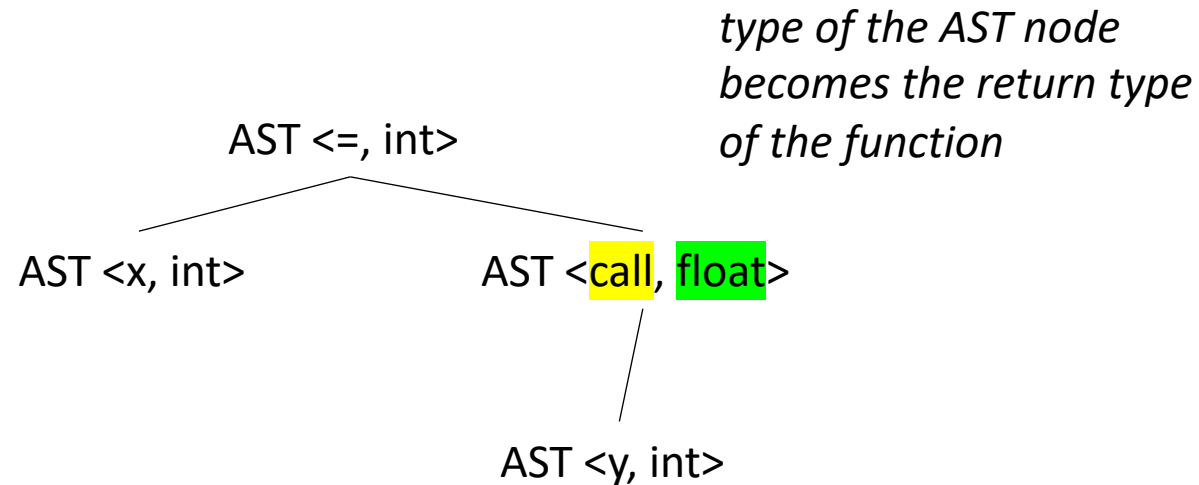 type of the AST node
becomes the return type
of the function
AST <=, int>
AST <x, int>
AST <call, float>
AST <y, int>